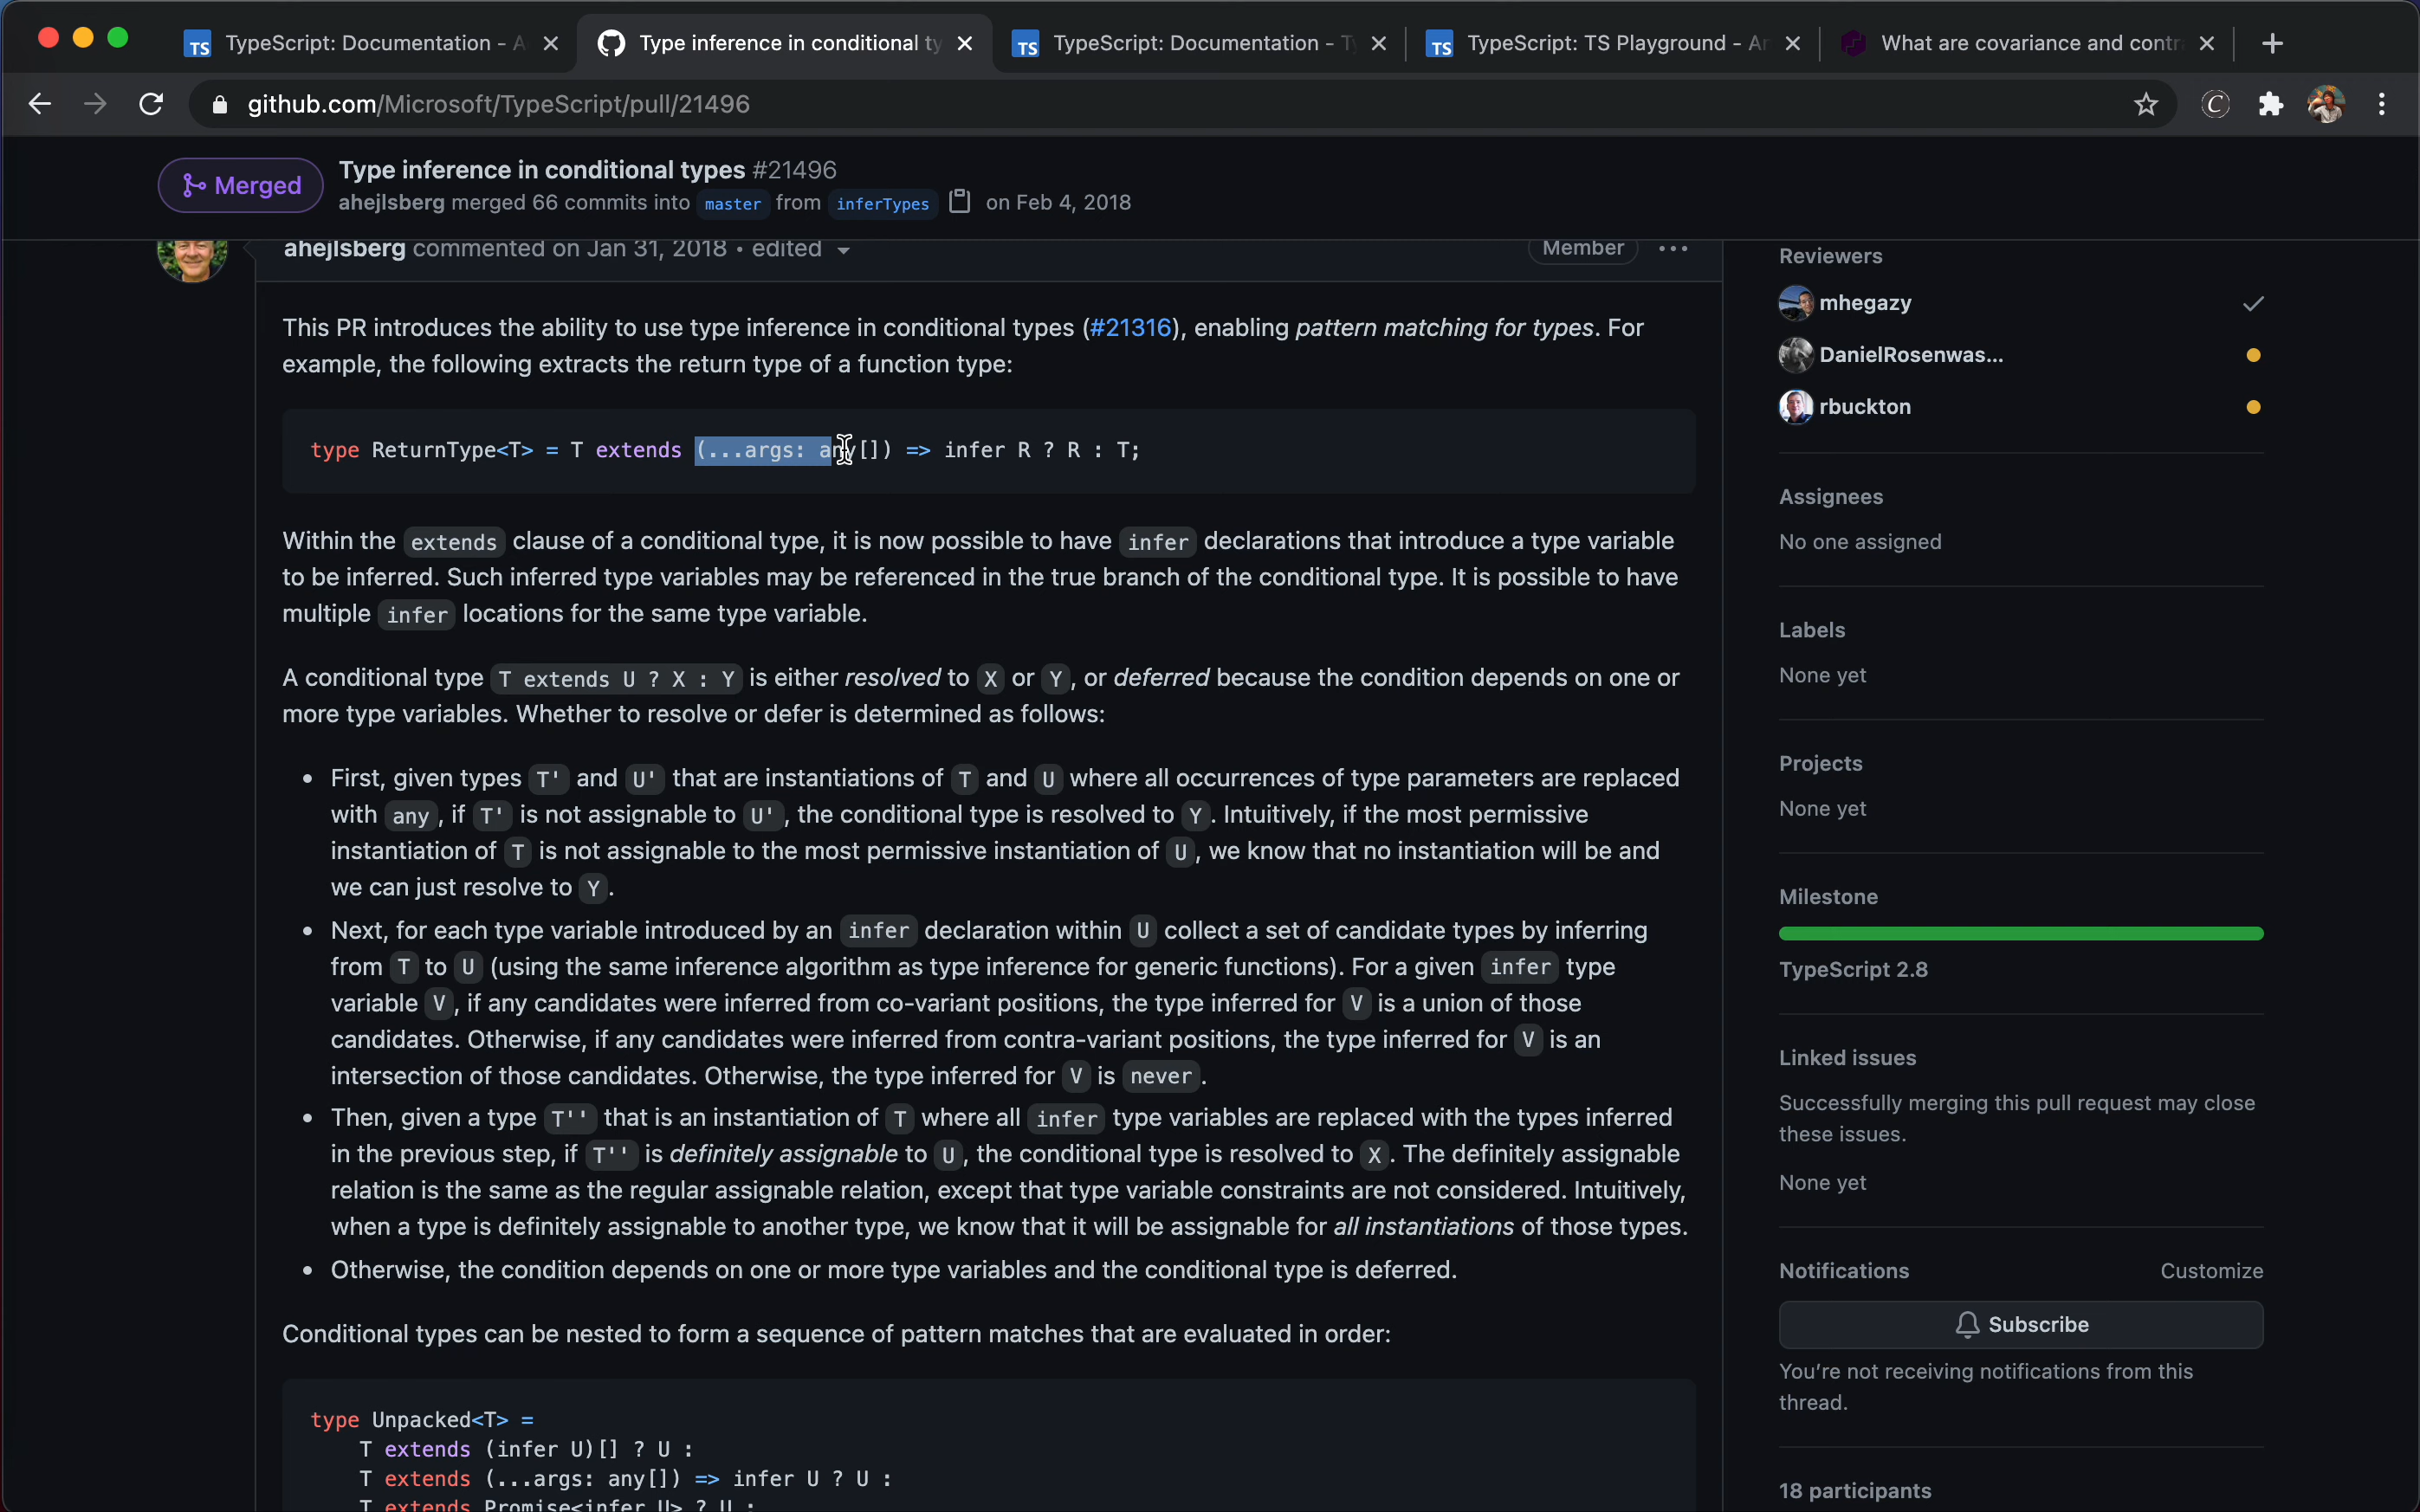 TypeScript: Documentation - A
Type inference in conditional ty
TypeScript: Documentation - Ty
TypeScript: TS Playground - An
What are covariance and contra
github.com/Microsoft/TypeScript/pull/21496
Merged
Type inference in conditional types #21496
ahejlsberg merged 66 commits into master from inferTypes on Feb 4, 2018
ahejlsberg commented on Jan 31, 2018 • edited
Member
This PR introduces the ability to use type inference in conditional types (#21316), enabling pattern matching for types. For
example, the following extracts the return type of a function type:
type ReturnType<T> = T extends (...args: any[]) => infer R ? R : T;
Within the extends clause of a conditional type, it is now possible to have infer declarations that introduce a type variable
to be inferred. Such inferred type variables may be referenced in the true branch of the conditional type. It is possible to have
multiple infer locations for the same type variable.
A conditional type T extends U ? X : Y is either resolved to X or Y, or deferred because the condition depends on one or
more type variables. Whether to resolve or defer is determined as follows:
• First, given types T' and U' that are instantiations of T and U where all occurrences of type parameters are replaced
with any, if T' is not assignable to U', the conditional type is resolved to Y. Intuitively, if the most permissive
instantiation of T is not assignable to the most permissive instantiation of U, we know that no instantiation will be and
we can just resolve to Y.
• Next, for each type variable introduced by an infer declaration within U collect a set of candidate types by inferring
from T to U (using the same inference algorithm as type inference for generic functions). For a given infer type
variable V, if any candidates were inferred from co-variant positions, the type inferred for V is a union of those
candidates. Otherwise, if any candidates were inferred from contra-variant positions, the type inferred for V is an
intersection of those candidates. Otherwise, the type inferred for V is never.
• Then, given a type T'' that is an instantiation of T where all infer type variables are replaced with the types inferred
in the previous step, if T'' is definitely assignable to U, the conditional type is resolved to X. The definitely assignable
relation is the same as the regular assignable relation, except that type variable constraints are not considered. Intuitively,
when a type is definitely assignable to another type, we know that it will be assignable for all instantiations of those types.
• Otherwise, the condition depends on one or more type variables and the conditional type is deferred.
Conditional types can be nested to form a sequence of pattern matches that are evaluated in order:
type Unpacked<T> =
T extends (infer U)[] ? U :
T extends (...args: any[]) => infer U ? U :
T extends Promise<infer U> ? U :
Reviewers
mhegazy
DanielRosenwas...
rbuckton
Assignees
No one assigned
Labels
None yet
Projects
None yet
Milestone
TypeScript 2.8
Linked issues
Successfully merging this pull request may close
these issues.
None yet
Notifications
Customize
Subscribe
You're not receiving notifications from this
thread.
18 participants